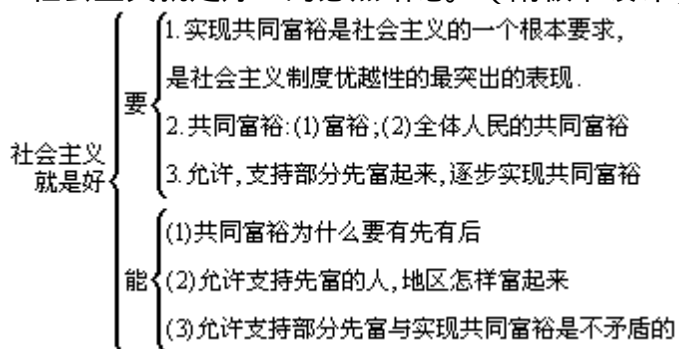 社会主义
就是好
要
1.实现共同富裕是社会主义的一个根本要求,
是社会主义制度优越性的最突出的表现.
2.共同富裕:(1)富裕;(2)全体人民的共同富裕
3.允许,支持部分先富起来,逐步实现共同富裕
能
(1)共同富裕为什么要有先有后
(2)允许支持先富的人,地区怎样富起来
(3)允许支持部分先富与实现共同富裕是不矛盾的